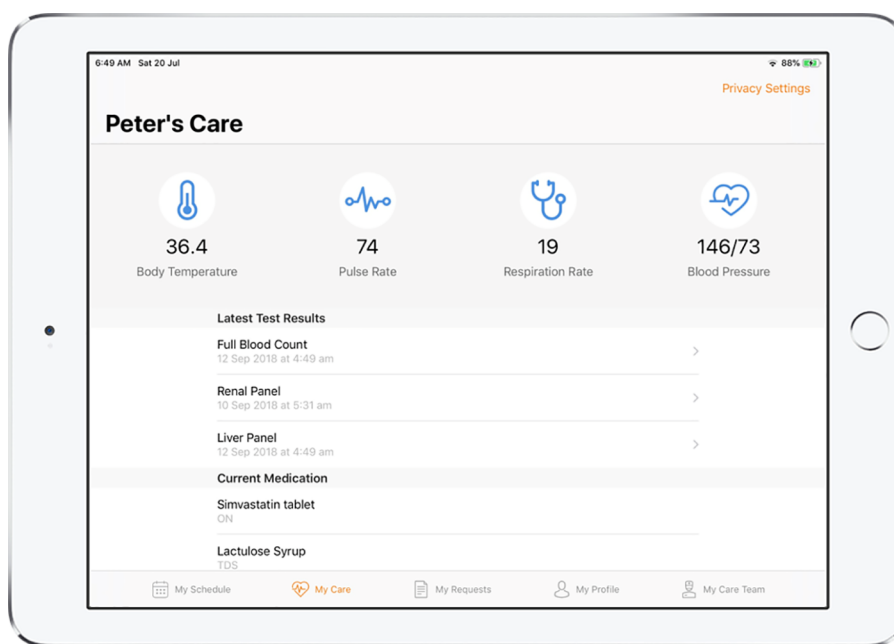 6:49 AM Sat 20 Jul 88%
Privacy Settings
Peter's Care
36.4 74 19 146/73
Body Temperature Pulse Rate Respiration Rate Blood Pressure
Latest Test Results
Full Blood Count
12 Sep 2018 at 4:49 am
Renal Panel
10 Sep 2018 at 5:31 am
Liver Panel
12 Sep 2018 at 4:49 am
Current Medication
Simvastatin tablet
ON
Lactulose Syrup
TDS
My Schedule My Care My Requests My Profile My Care Team